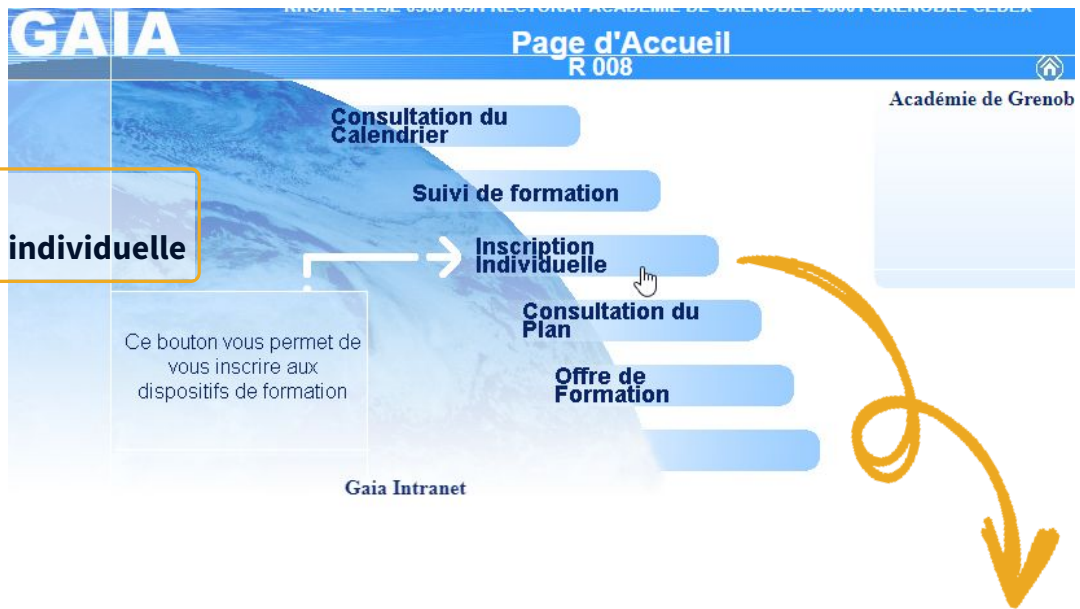 GAIA
Page d'Accueil
R 008
Académie de Grenob
Consultation du
Calendrier
Suivi de formation
individuelle
Inscription
Individuelle
Consultation du
Plan
Ce bouton vous permet de
vous inscrire aux
dispositifs de formation
Offre de
Formation
Gaia Intranet